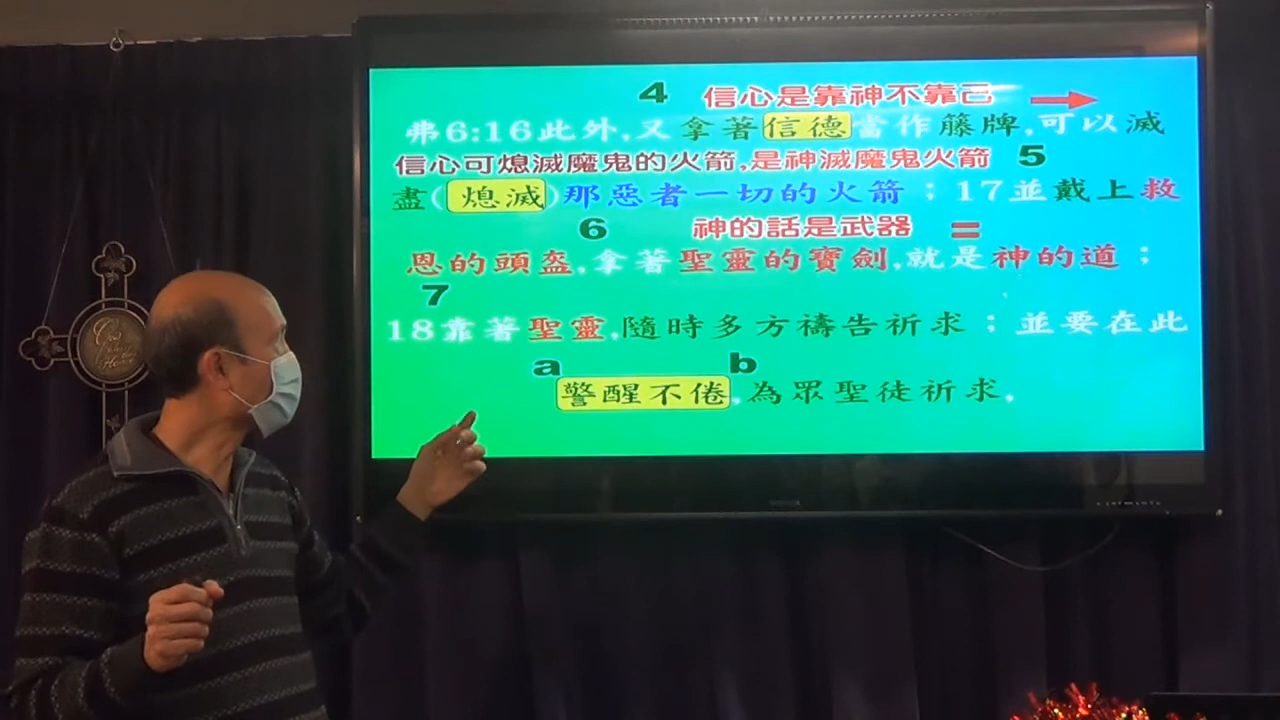 4 信心是靠神不靠己
弗6:16此外,又拿著信德當作籐牌,可以滅
信心可熄滅魔鬼的火箭,是神滅魔鬼火箭 5
盡(熄滅)那惡者一切的火箭；17並戴上救
6 神的話是武器 =
恩的頭盔,拿著聖靈的寶劍,就是神的道；
7
18靠著聖靈,隨時多方禱告祈求；並要在此
a b
警醒不倦,為眾聖徒祈求,